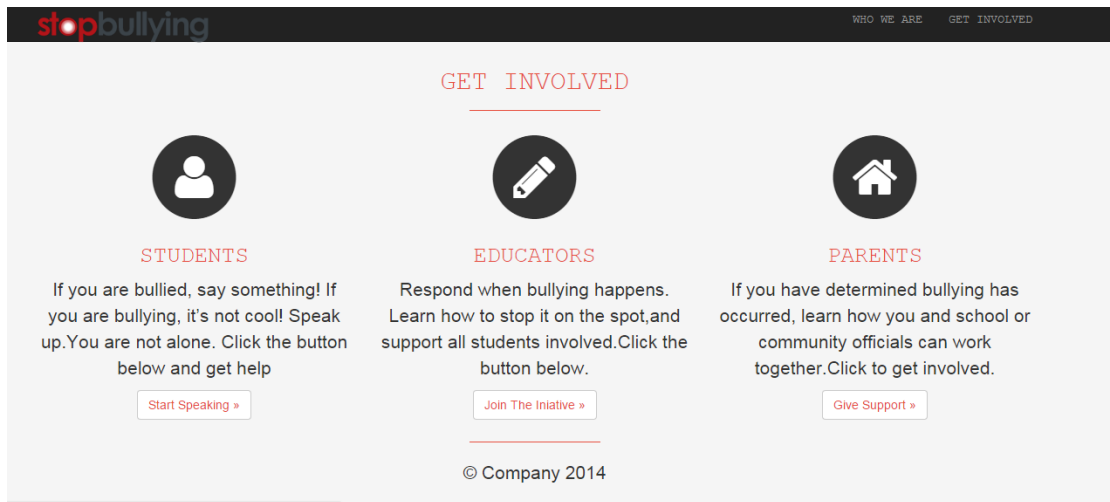 stopbullying
WHO WE ARE GET INVOLVED
GET INVOLVED
STUDENTS
If you are bullied, say something! If
you are bullying, it's not cool! Speak
up.You are not alone. Click the button
below and get help
Start Speaking »
EDUCATORS
Respond when bullying happens.
Learn how to stop it on the spot,and
support all students involved.Click the
button below.
Join The Iniative »
PARENTS
If you have determined bullying has
occurred, learn how you and school or
community officials can work
together.Click to get involved.
Give Support »
© Company 2014